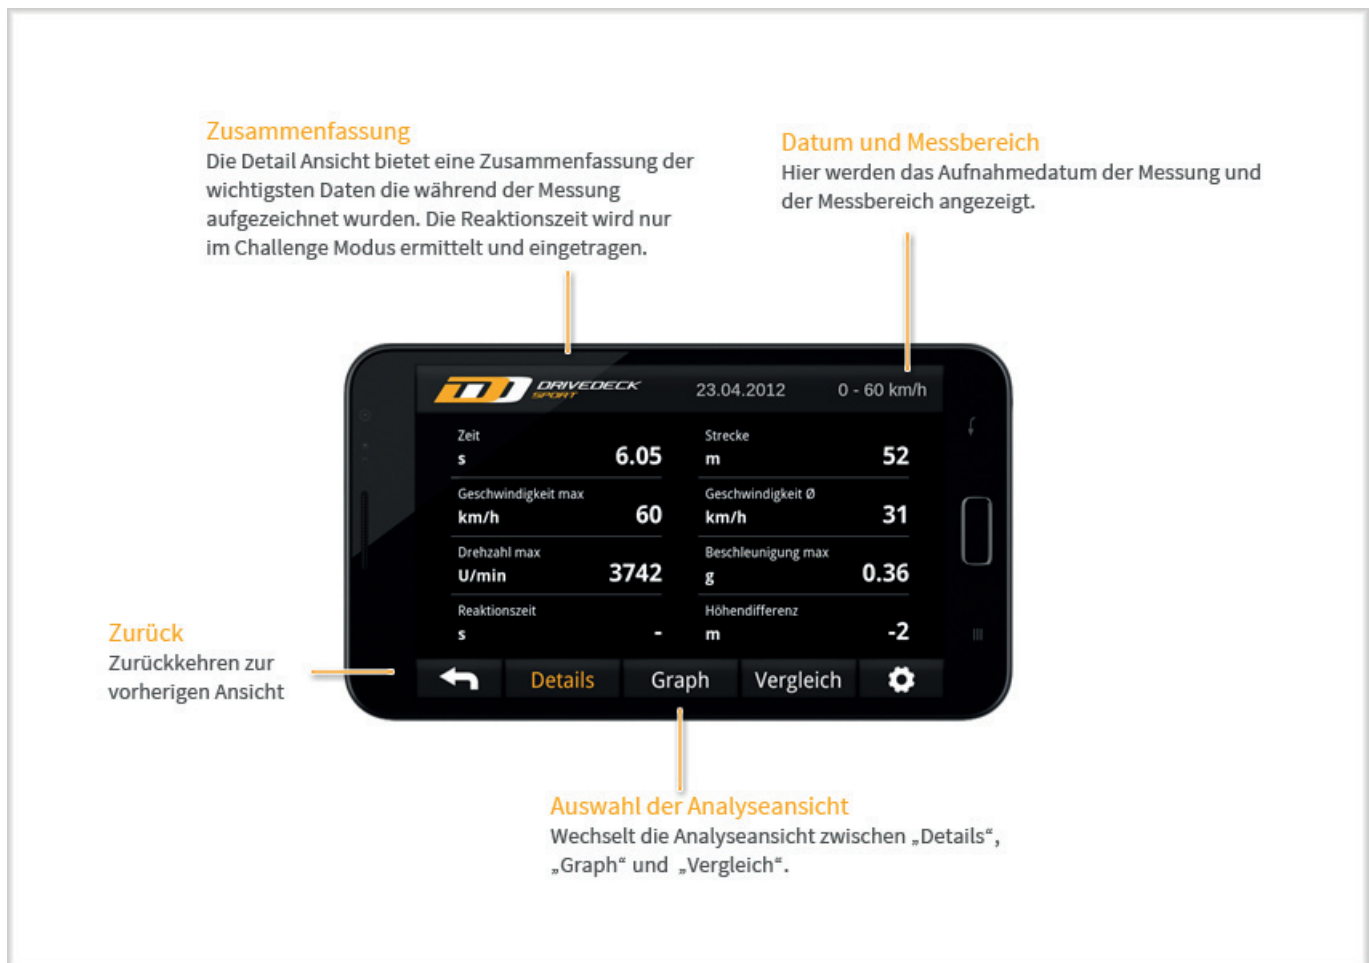 Zusammenfassung
Die Detail Ansicht bietet eine Zusammenfassung der
wichtigsten Daten die während der Messung
aufgezeichnet wurden. Die Reaktionszeit wird nur
im Challenge Modus ermittelt und eingetragen.
Datum und Messbereich
Hier werden das Aufnahmedatum der Messung und
der Messbereich angezeigt.
DRIVEDECK
SPORT
23.04.2012
0 - 60 km/h
Zeit
s 6.05
Strecke
m 52
Geschwindigkeit max
km/h 60
Geschwindigkeit Ø
km/h 31
Drehzahl max
U/min 3742
Beschleunigung max
g 0.36
Reaktionszeit
s -
Höhendifferenz
m -2
Details Graph Vergleich
Zurück
Zurückkehren zur
vorherigen Ansicht
Auswahl der Analyseansicht
Wechselt die Analyseansicht zwischen „Details“,
„Graph“ und „Vergleich“.